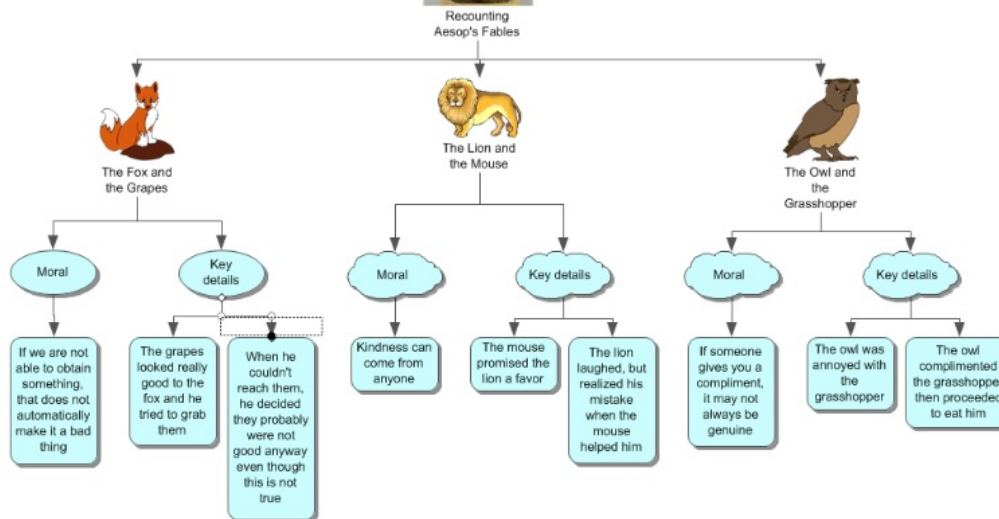 Recounting
Aesop's Fables
The Fox and
the Grapes
The Lion and
the Mouse
The Owl and
the
Grasshopper
Moral
Key
details
Moral
Key details
Moral
Key details
If we are not
able to obtain
something,
that does not
automatically
make it a bad
thing
The grapes
looked really
good to the
fox and he
tried to grab
them
When he
couldn't
reach them,
he decided
they probably
were not
good anyway
even though
this is not
true
Kindness can
come from
anyone
The mouse
promised the
lion a favor
The lion
laughed, but
realized his
mistake
when the
mouse
helped him
If someone
gives you a
compliment,
it may not
always be
genuine
The owl was
annoyed with
the
grasshopper
The owl
complimented
the grasshopper
then proceeded
to eat him